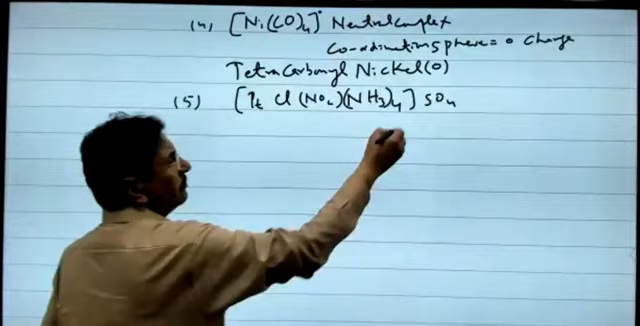 (4) [Ni(CO)₄]° Neutral complex
Co-ordination sphere = 0 charge
Tetra Carbonyl Nickel (0)
(5) [Pt Cl (NO₂)(NH₃)₄] SO₄